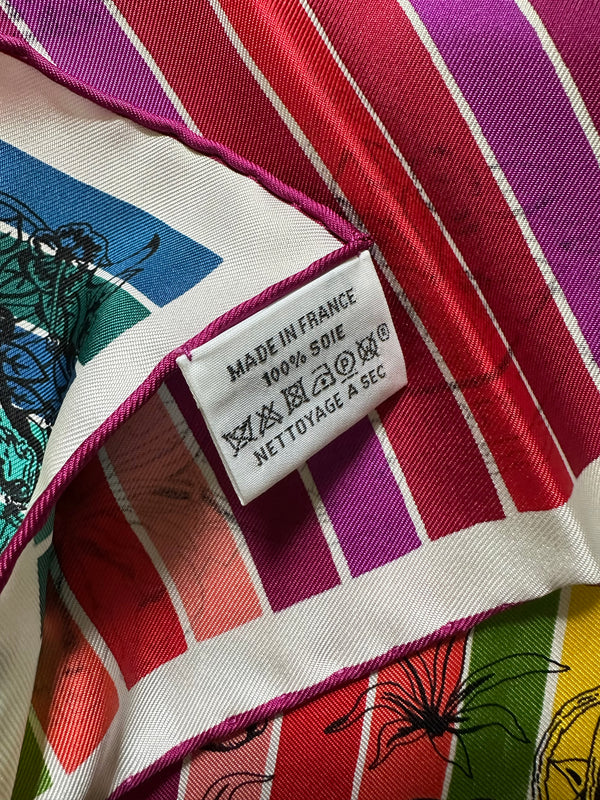 MADE IN FRANCE
100% SOIE
P ®
NETTOYAGE A SEC